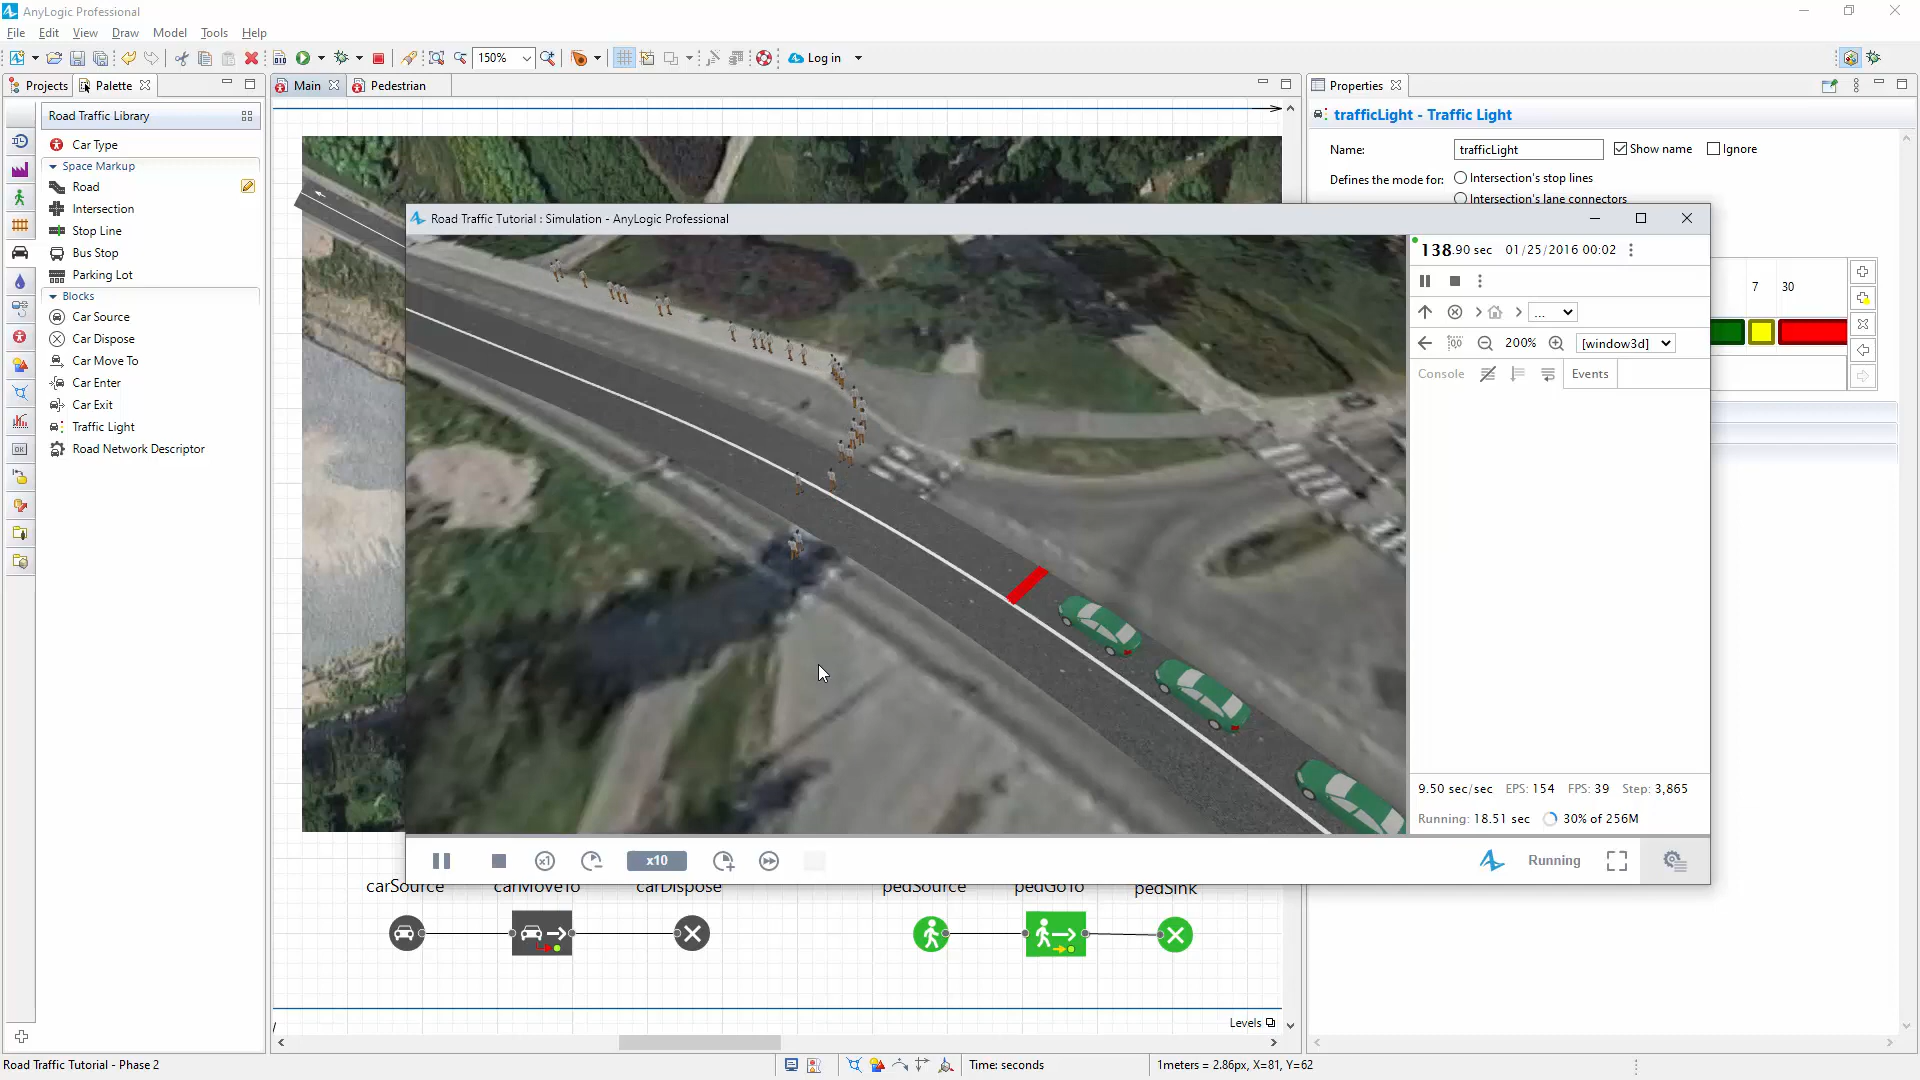 AnyLogic Professional
File Edit View Draw Model Tools Help
150% Log in
Projects Palette
Main Pedestrian
Properties
Road Traffic Library
Car Type
Space Markup
Road
Intersection
Stop Line
Bus Stop
Parking Lot
Blocks
Car Source
Car Dispose
Car Move To
Car Enter
Car Exit
Traffic Light
Road Network Descriptor
trafficLight - Traffic Light
Name: trafficLight Show name Ignore
Defines the mode for: Intersection's stop lines
Intersection's lane connectors
7 30
Road Traffic Tutorial : Simulation - AnyLogic Professional
138.90 sec 01/25/2016 00:02
...
200% [window3d]
Console Events
9.50 sec/sec EPS: 154 FPS: 39 Step: 3,865
Running: 18.51 sec 30% of 256M
x1 x10 Running
carSource carMoveTo carDispose pedSource pedGoTo pedSink
Levels
Road Traffic Tutorial - Phase 2
Time: seconds
1meters = 2.86px, X=81, Y=62